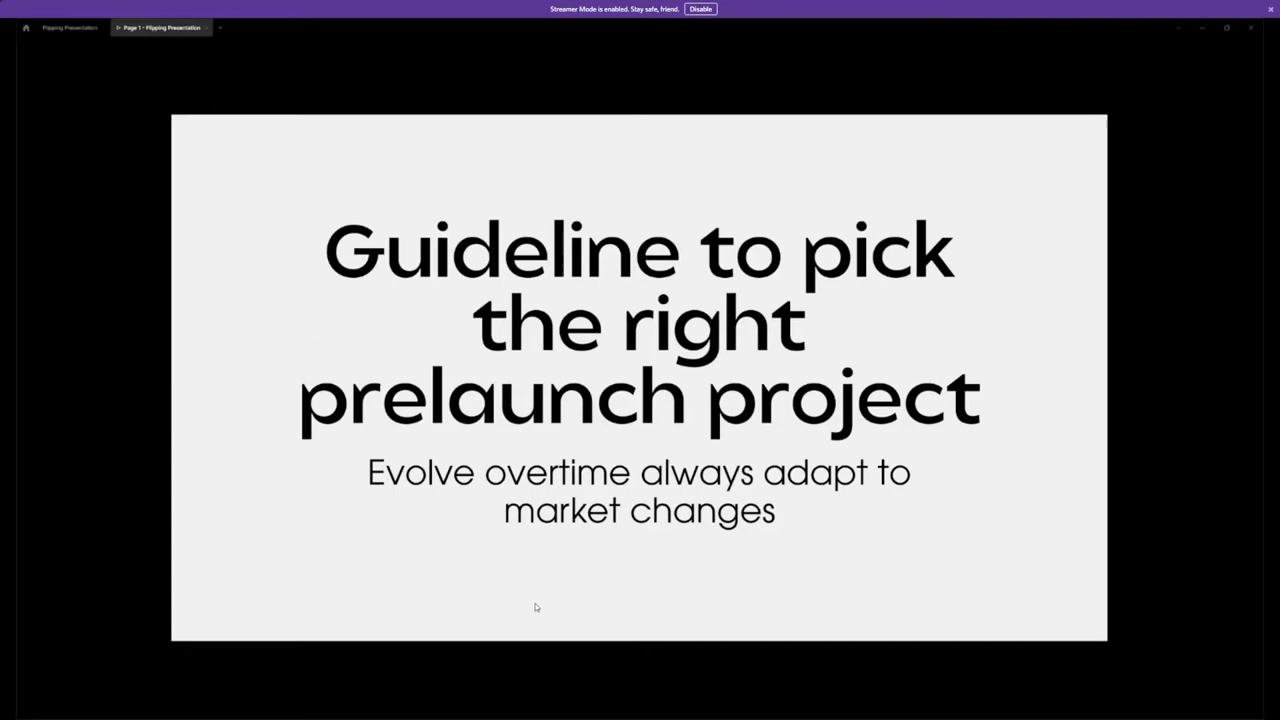 Streamer Mode is enabled. Stay safe, friend. Disable
Flipping Presentation
Page 1 - Flipping Presentation
Guideline to pick
the right
prelaunch project
Evolve overtime always adapt to
market changes